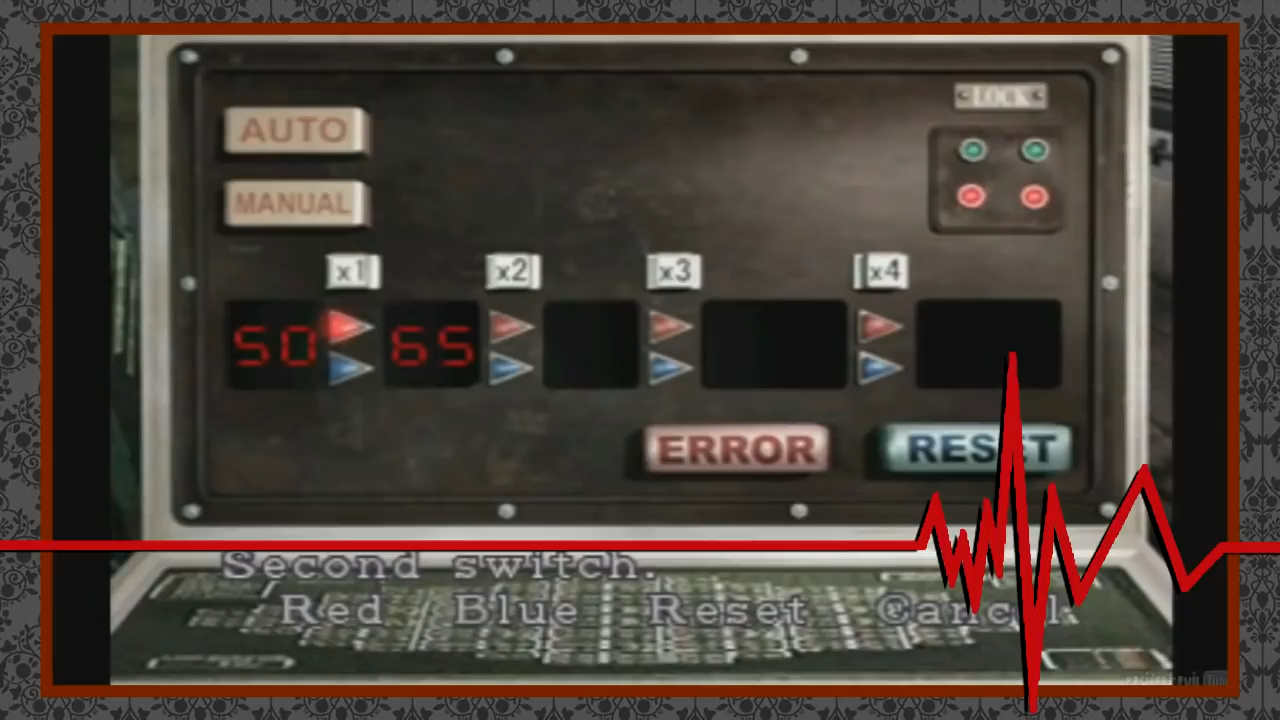 LOCK
AUTO
MANUAL
x1 x2 x3 x4
50 65
ERROR RESET
Second switch.
Red Blue Reset Cancel